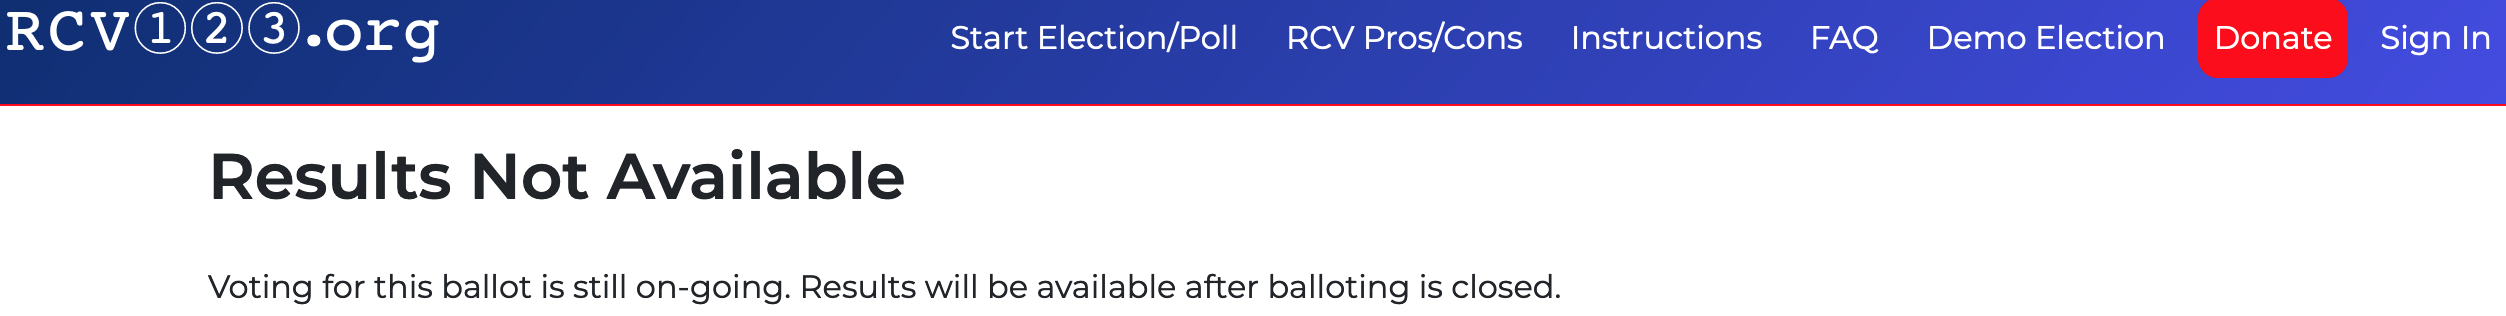 RCV①②③.org
Start Election/Poll RCV Pros/Cons Instructions FAQ Demo Election Donate Sign In
Results Not Available
Voting for this ballot is still on-going. Results will be available after balloting is closed.